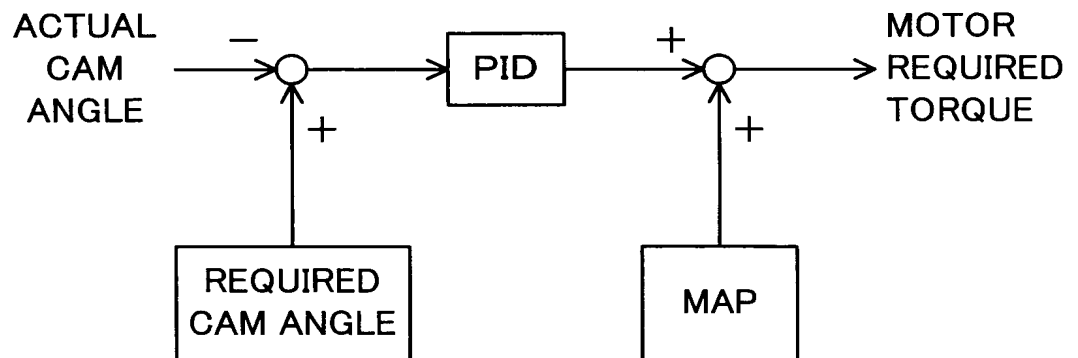 ACTUAL
CAM
ANGLE
−
+
PID
+
+
MOTOR
REQUIRED
TORQUE
REQUIRED
CAM ANGLE
MAP